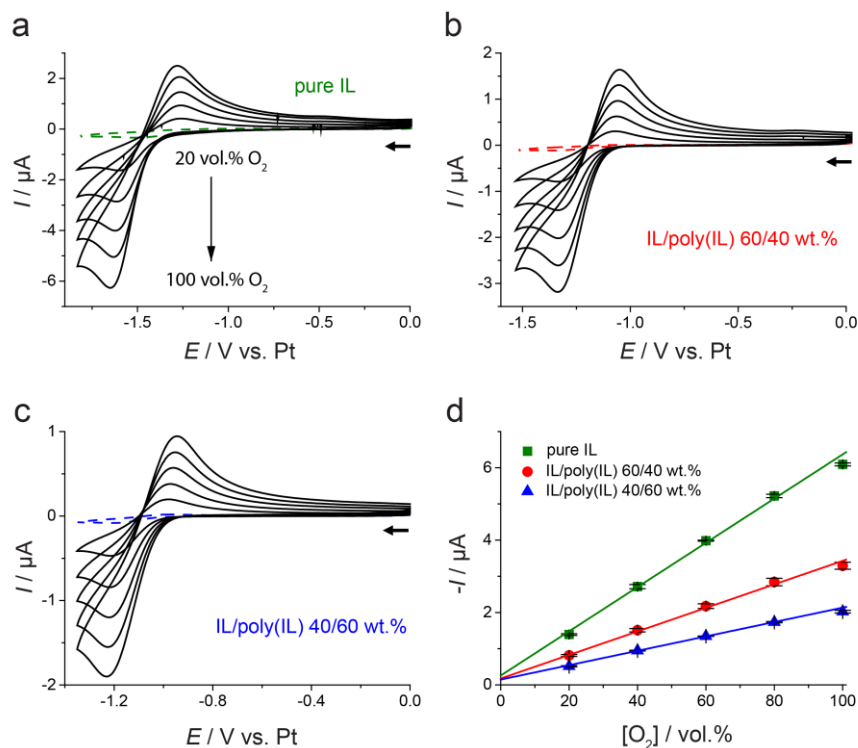 a
I / μA
2
0
-2
-4
-6
pure IL
20 vol.% O₂
100 vol.% O₂
-1.5
-1.0
-0.5
0.0
E / V vs. Pt
b
I / μA
2
1
0
-1
-2
-3
IL/poly(IL) 60/40 wt.%
-1.5
-1.0
-0.5
0.0
E / V vs. Pt
c
I / μA
1
0
-1
-2
IL/poly(IL) 40/60 wt.%
-1.2
-0.8
-0.4
0.0
E / V vs. Pt
d
-I / μA
6
4
2
0
pure IL
IL/poly(IL) 60/40 wt.%
IL/poly(IL) 40/60 wt.%
0
20
40
60
80
100
[O₂] / vol.%